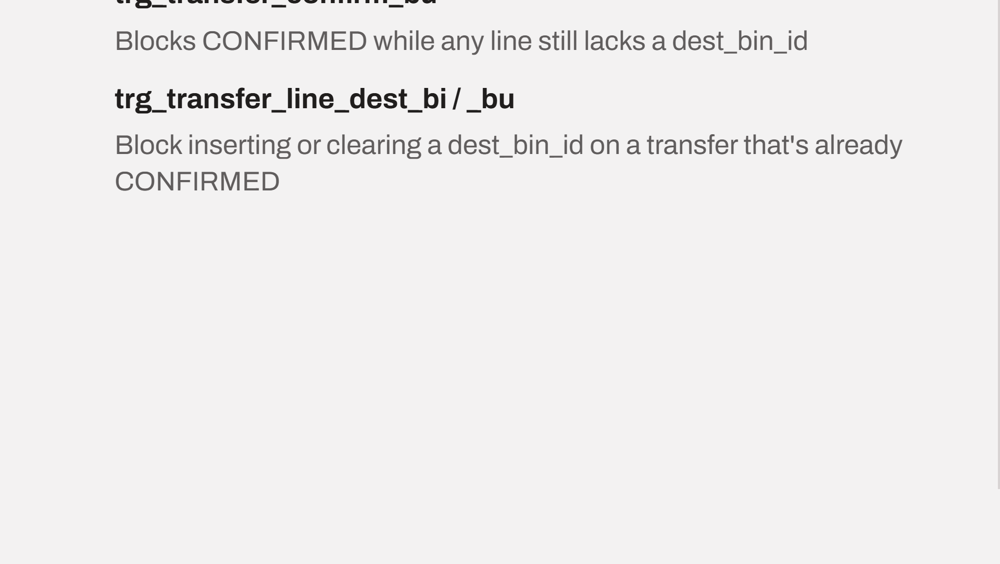 trg_transfer_confirm_bu
Blocks CONFIRMED while any line still lacks a dest_bin_id
trg_transfer_line_dest_bi / _bu
Block inserting or clearing a dest_bin_id on a transfer that's already
CONFIRMED